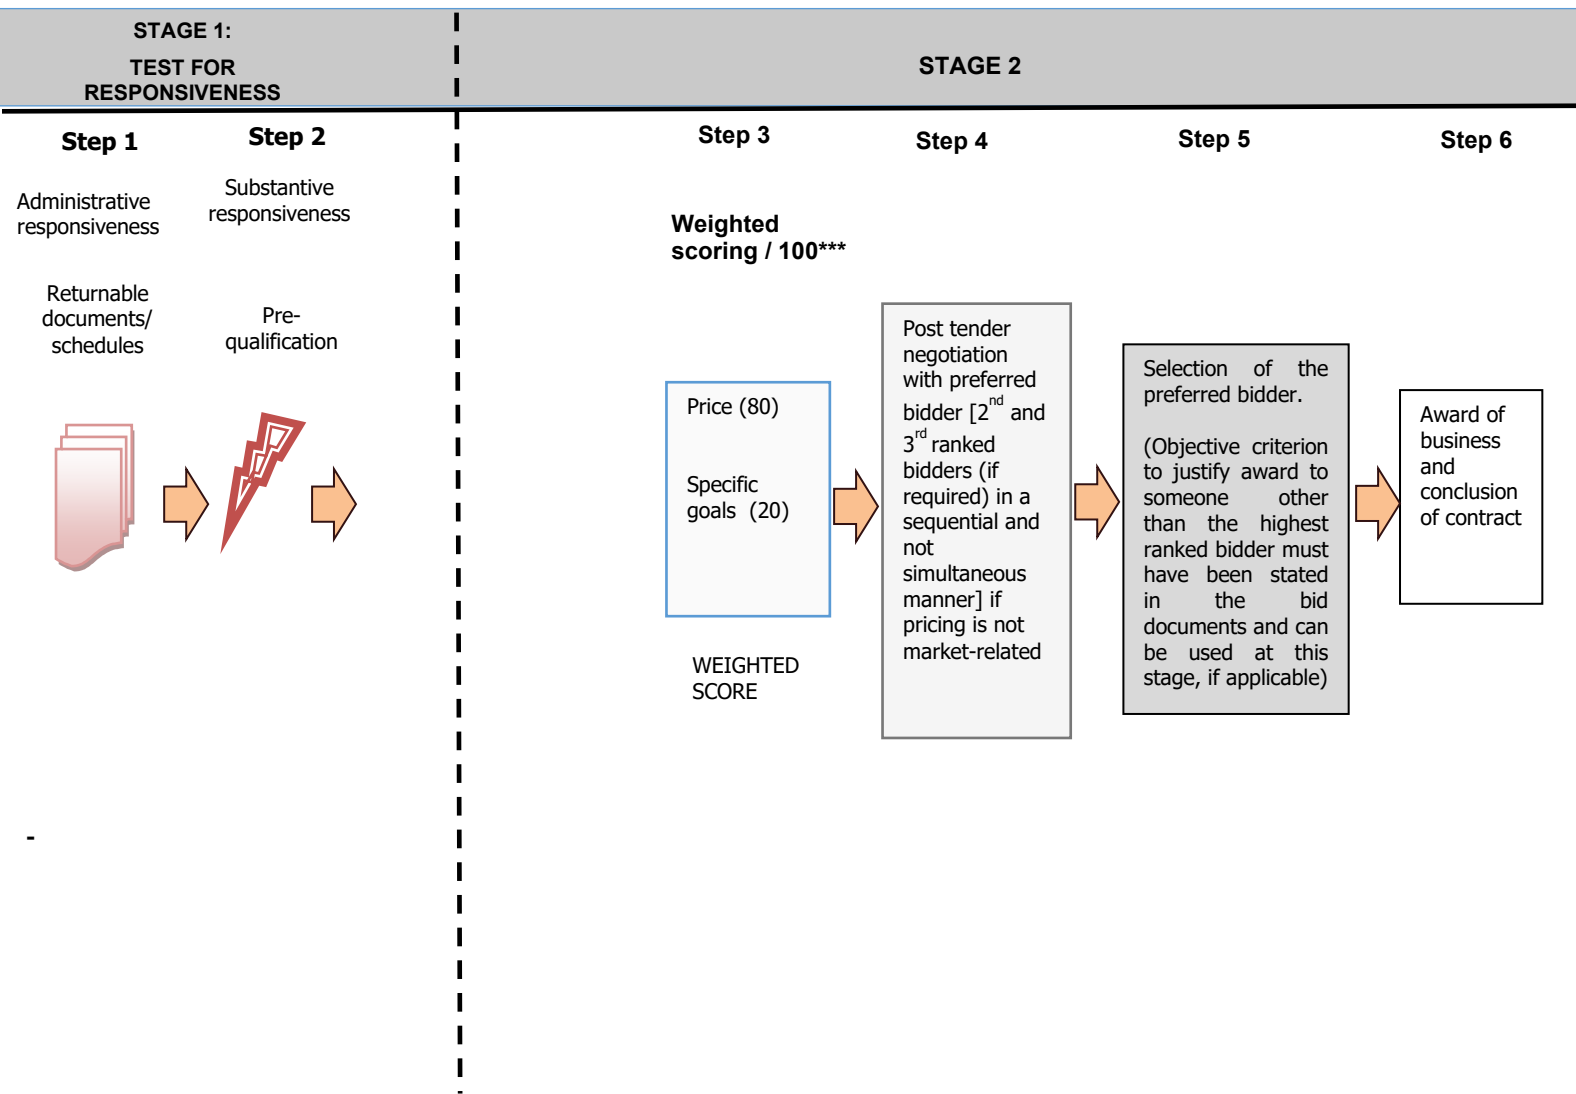 STAGE 1:
TEST FOR
RESPONSIVENESS
STAGE 2
Step 1
Step 2
Step 3
Step 4
Step 5
Step 6
Administrative
responsiveness
Substantive
responsiveness
Returnable
documents/
schedules
Pre-
qualification
Weighted
scoring / 100***
Price (80)
Specific
goals (20)
WEIGHTED
SCORE
Post tender
negotiation
with preferred
bidder [2nd and
3rd ranked
bidders (if
required) in a
sequential and
not
simultaneous
manner] if
pricing is not
market-related
Selection of the
preferred bidder.
(Objective criterion
to justify award to
someone other
than the highest
ranked bidder must
have been stated
in the bid
documents and can
be used at this
stage, if applicable)
Award of
business
and
conclusion
of contract
-